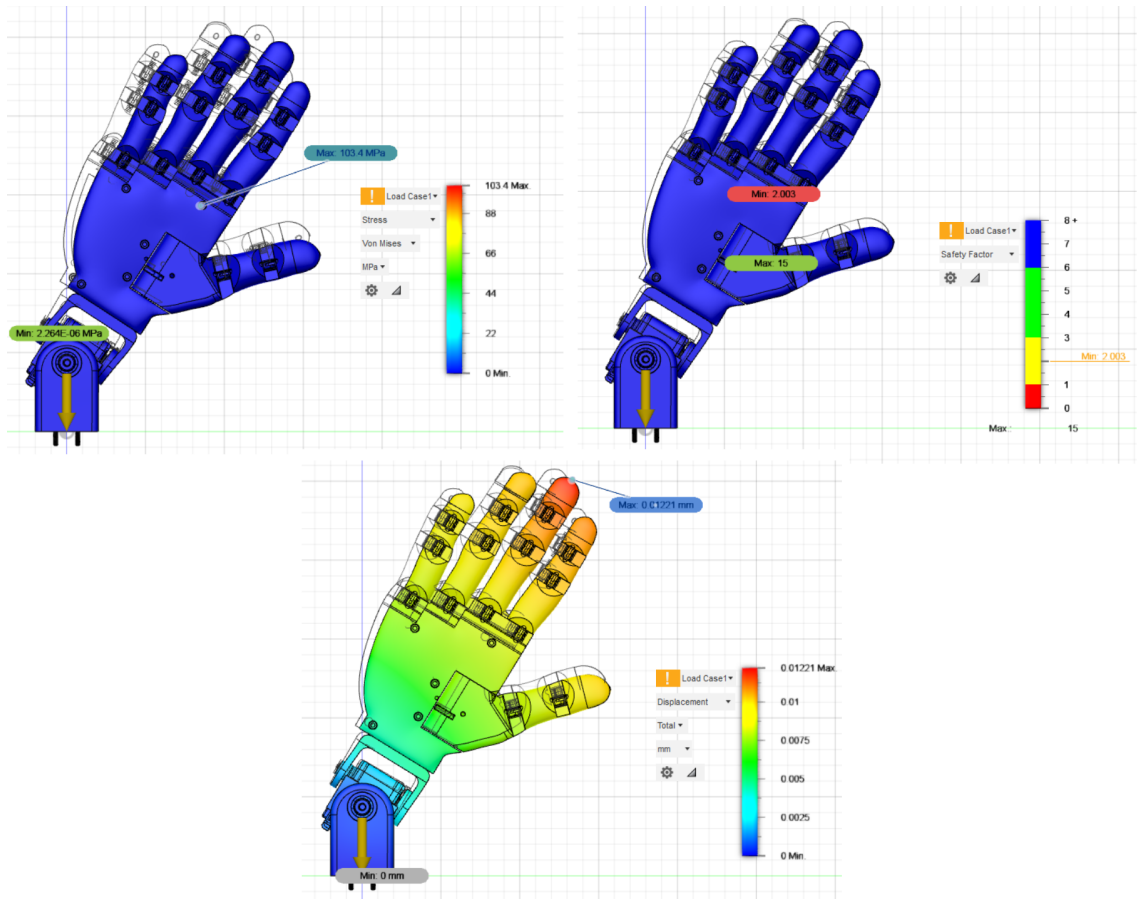 Max: 103.4 MPa
Load Case1
103.4 Max.
88
66
44
22
0 Min.
Stress
Von Mises
MPa
Min: 2.264E-06 MPa
Min: 2.003
Max: 15
Load Case1
Safety Factor
8 +
7
6
5
4
3
Min: 2.003
1
0
Max.:
15
Max: 0.01221 mm
Load Case1
Displacement
Total
mm
0.01221 Max.
0.01
0.0075
0.005
0.0025
0 Min.
Min: 0 mm